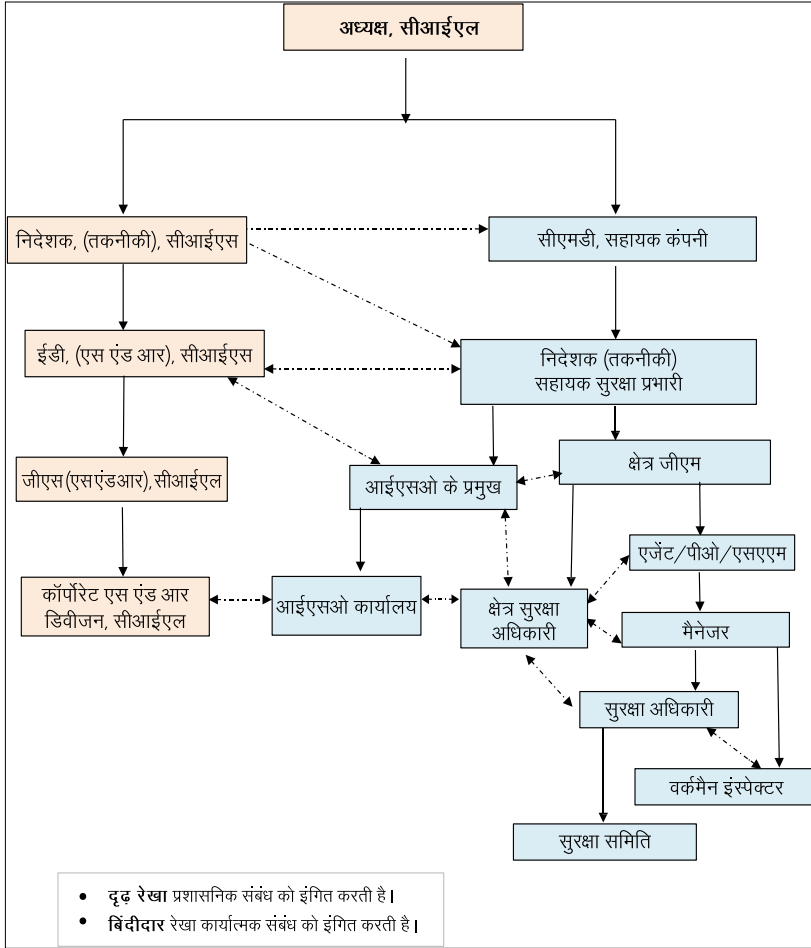 अध्यक्ष, सीआईएल
निदेशक, (तकनीकी), सीआईएस
सीएमडी, सहायक कंपनी
ईडी, (एस एंड आर), सीआईएस
निदेशक (तकनीकी)
सहायक सुरक्षा प्रभारी
जीएस(एसएंडआर),सीआईएल
आईएसओ के प्रमुख
क्षेत्र जीएम
एजेंट/पीओ/एसएएम
कॉर्पोरेट एस एंड आर
डिवीजन, सीआईएल
आईएसओ कार्यालय
क्षेत्र सुरक्षा
अधिकारी
मैनेजर
सुरक्षा अधिकारी
वर्कमैन इंस्पेक्टर
सुरक्षा समिति
• दृढ़ रेखा प्रशासनिक संबंध को इंगित करती है।
• बिंदीदार रेखा कार्यात्मक संबंध को इंगित करती है।